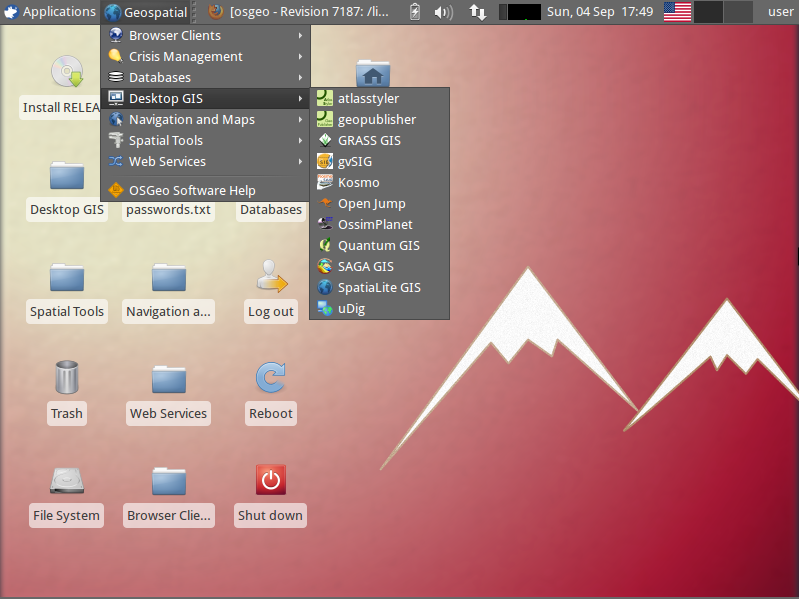 Applications
Geospatial
[osgeo - Revision 7187: /li...
Sun, 04 Sep 17:49
user
Browser Clients
Crisis Management
Databases
Desktop GIS
Navigation and Maps
Spatial Tools
Web Services
OSGeo Software Help
atlasstyler
geopublisher
GRASS GIS
gvSIG
Kosmo
Open Jump
OssimPlanet
Quantum GIS
SAGA GIS
SpatiaLite GIS
uDig
Install RELEA
Desktop GIS
passwords.txt
Databases
Spatial Tools
Navigation a...
Log out
Trash
Web Services
Reboot
File System
Browser Clie...
Shut down